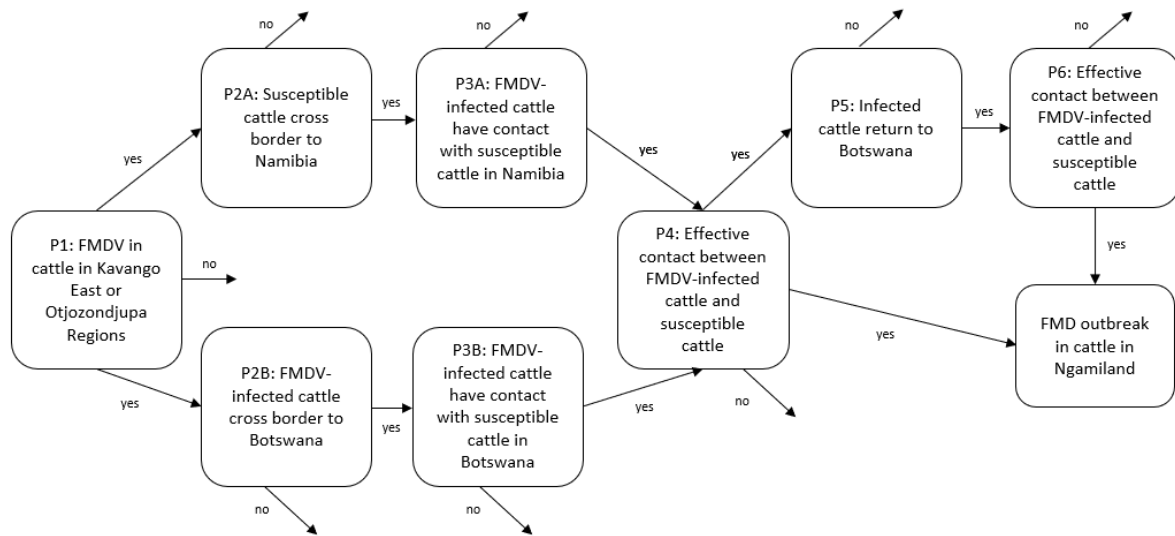 no
no
no
no
P2A: Susceptible
cattle cross
border to
Namibia
yes
P3A: FMDV-
infected cattle
have contact
with susceptible
cattle in Namibia
P5: Infected
cattle return to
Botswana
yes
P6: Effective
contact between
FMDV-infected
cattle and
susceptible
cattle
yes
yes
yes
P1: FMDV in
cattle in Kavango
East or
Otjozondjupa
Regions
no
P4: Effective
contact between
FMDV-infected
cattle and
susceptible
cattle
yes
yes
FMD outbreak
in cattle in
Ngamiland
yes
P2B: FMDV-
infected cattle
cross border to
Botswana
yes
P3B: FMDV-
infected cattle
have contact
with susceptible
cattle in
Botswana
yes
no
no
no